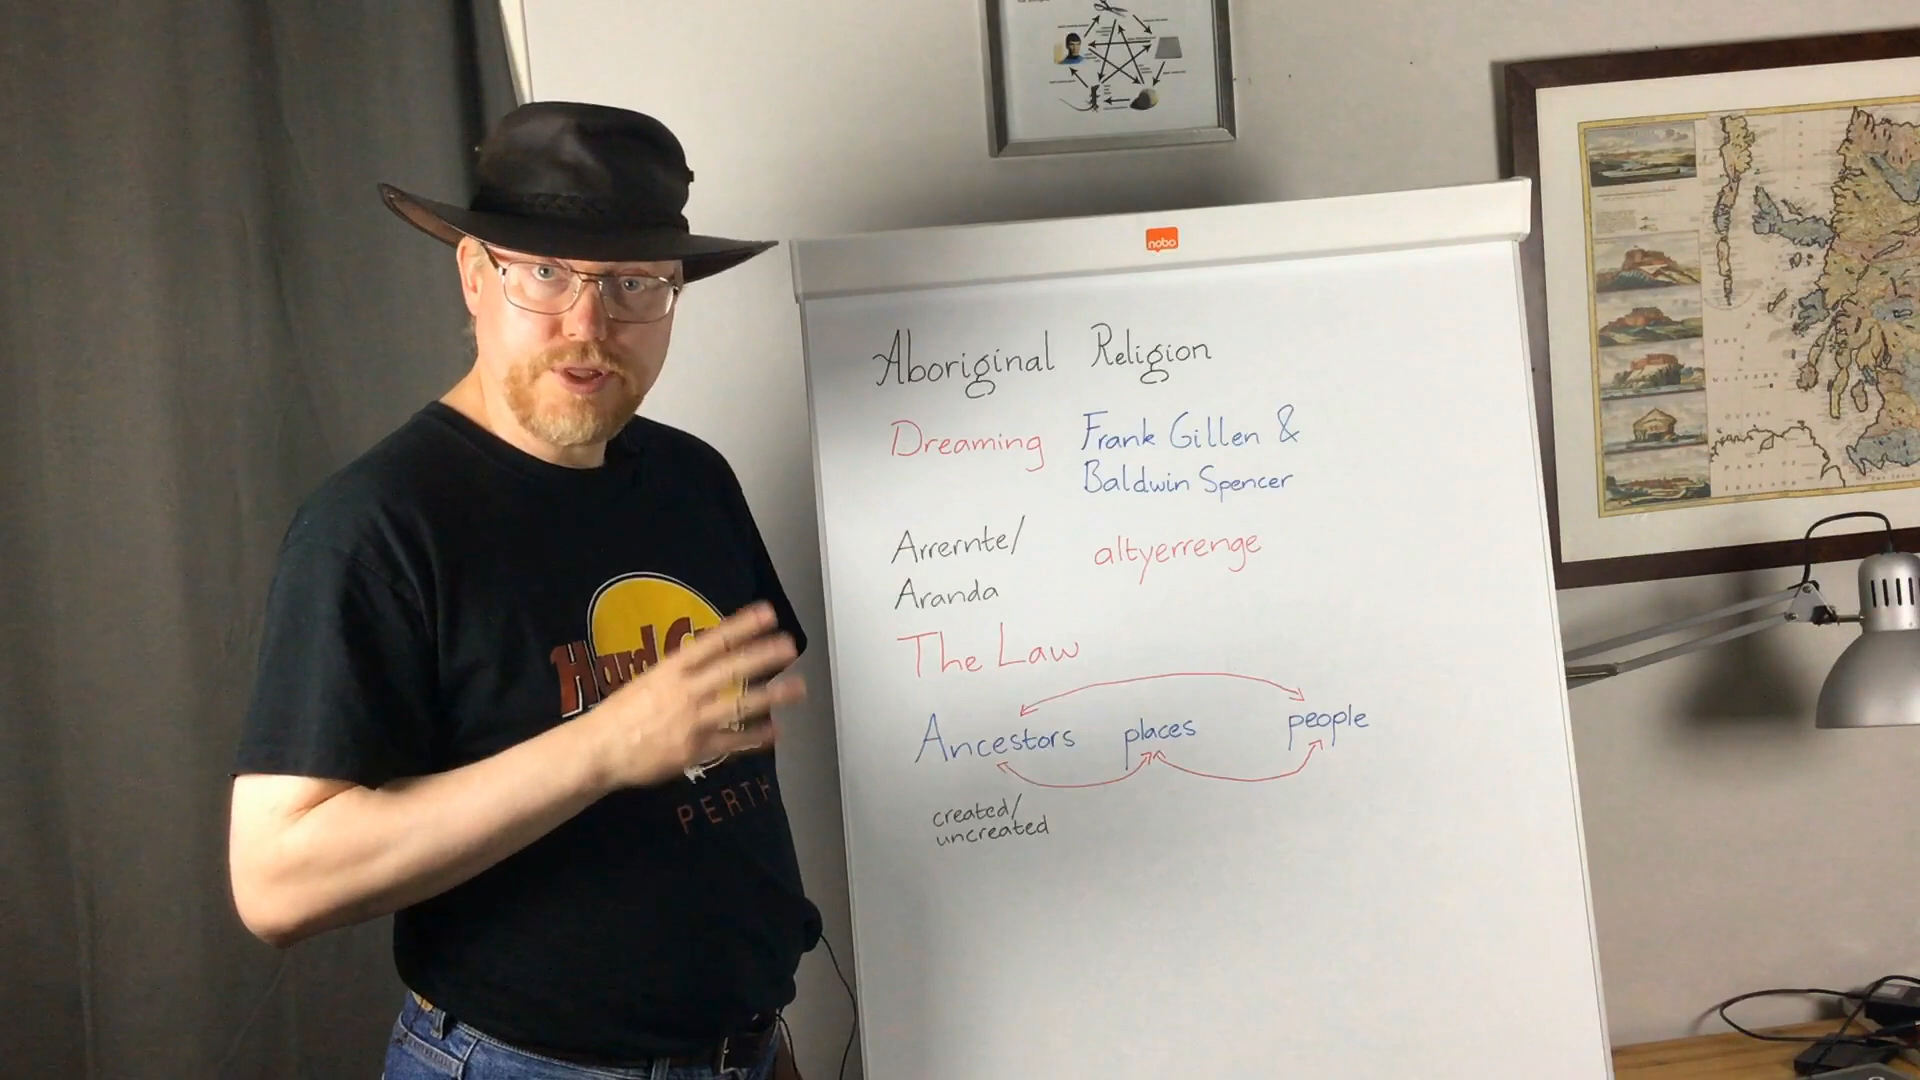 nobo
Aboriginal Religion
Dreaming Frank Gillen &
Baldwin Spencer
Arrernte/ altyerrenge
Aranda
The Law
Ancestors places people
created/
uncreated
Hard
PERTH